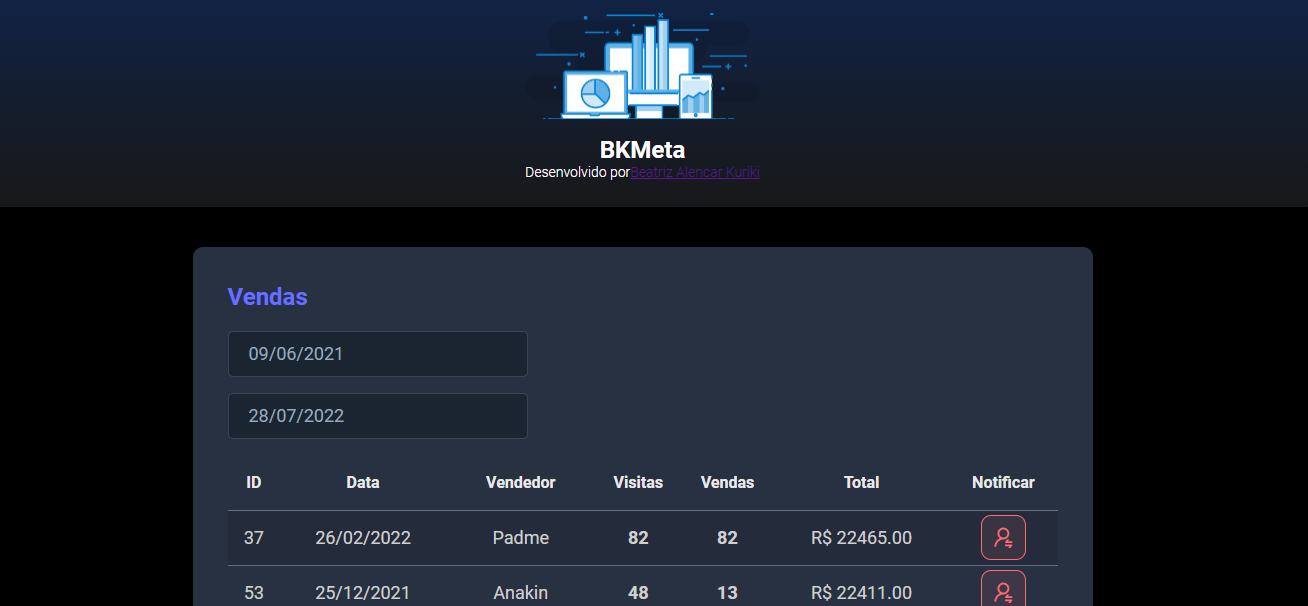 BKMeta
Desenvolvido porBeatriz Alencar Kuriki
Vendas
09/06/2021
28/07/2022
ID Data Vendedor Visitas Vendas Total Notificar
37 26/02/2022 Padme 82 82 R$ 22465.00
53 25/12/2021 Anakin 48 13 R$ 22411.00